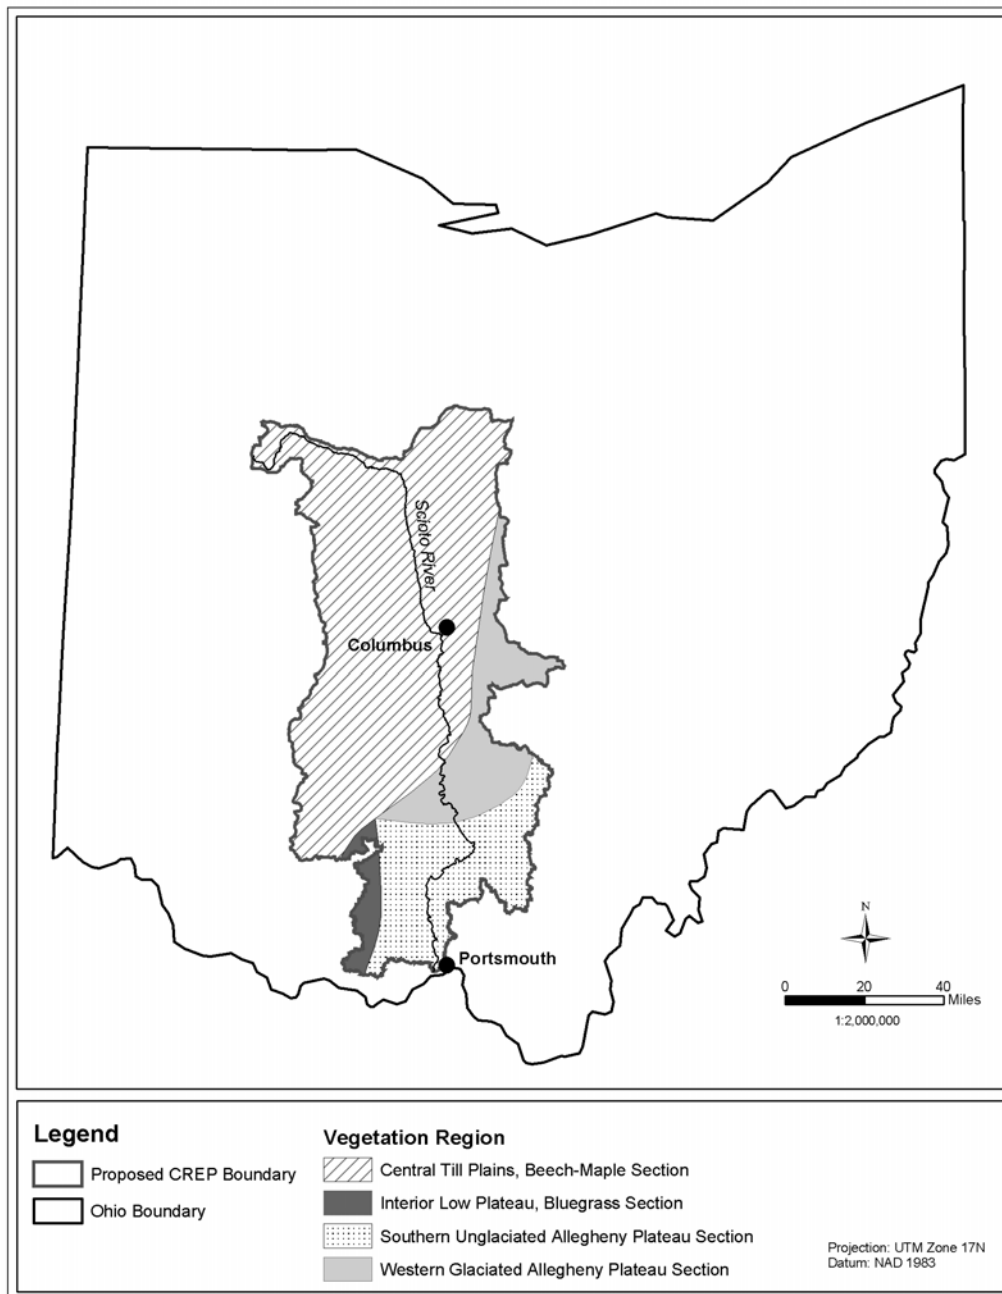 Scioto River
Columbus
Portsmouth
N
0 20 40
Miles
1:2,000,000
Legend
Proposed CREP Boundary
Ohio Boundary
Vegetation Region
Central Till Plains, Beech-Maple Section
Interior Low Plateau, Bluegrass Section
Southern Unglaciated Allegheny Plateau Section
Western Glaciated Allegheny Plateau Section
Projection: UTM Zone 17N
Datum: NAD 1983